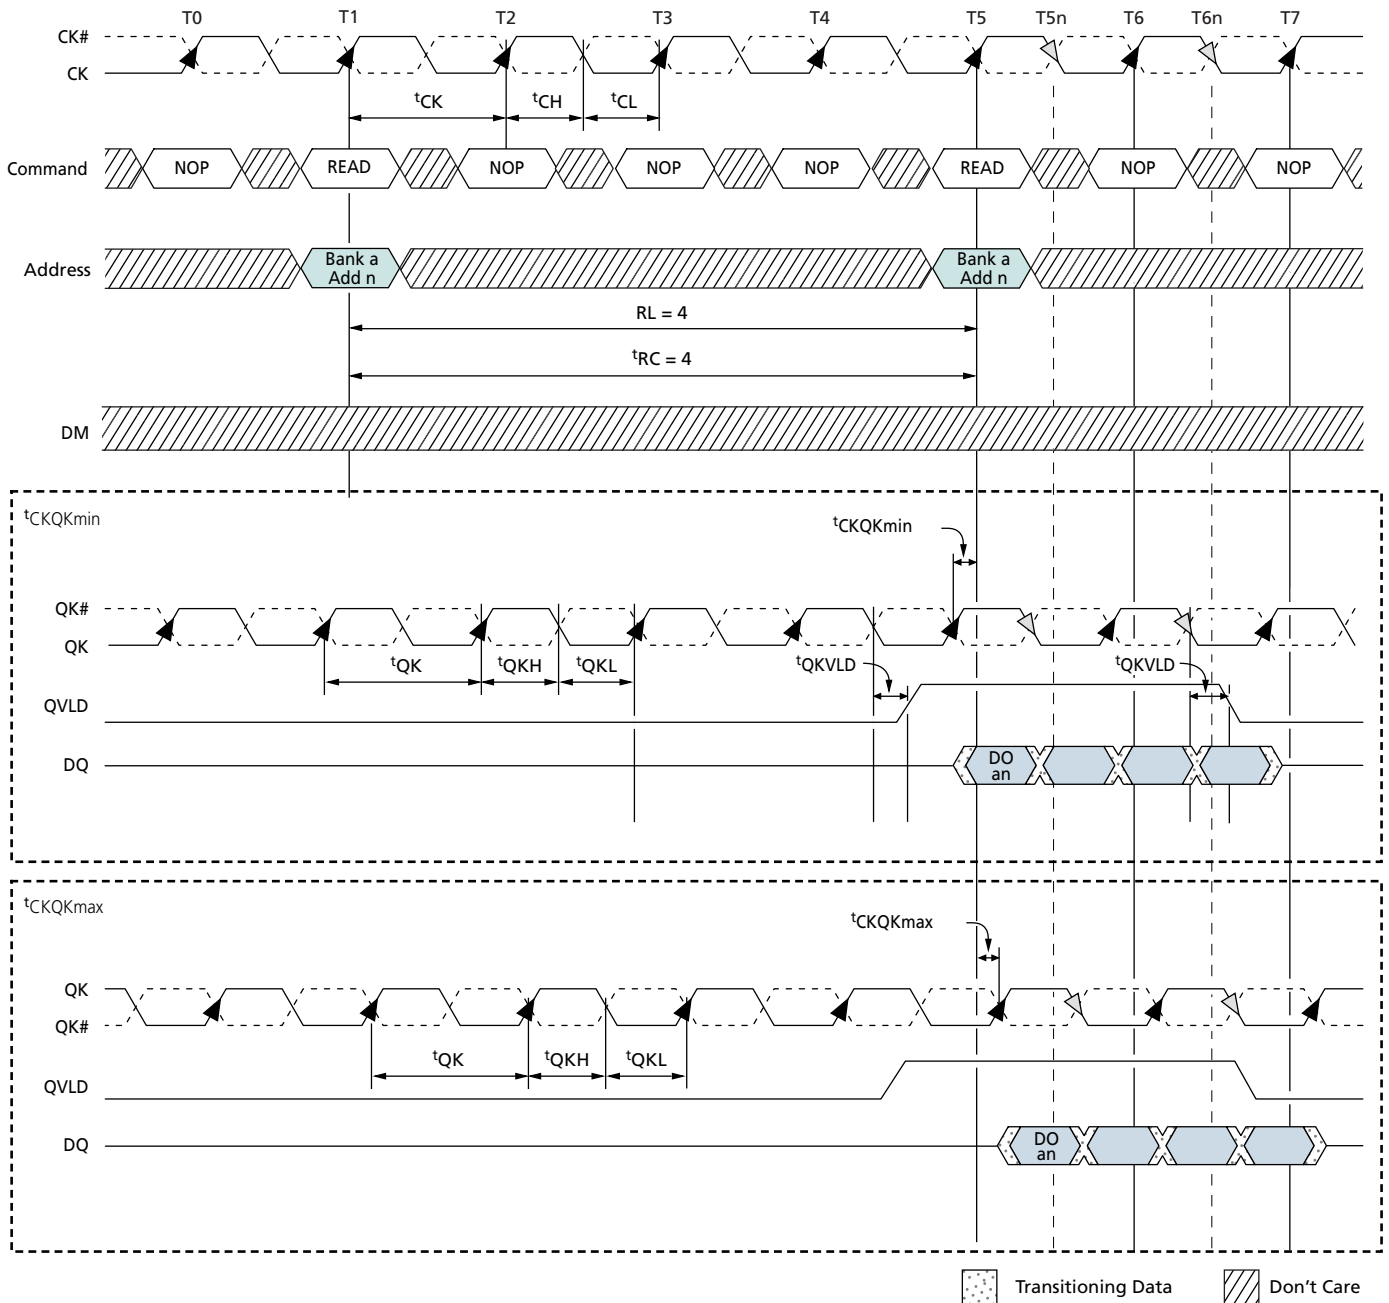 T0 T1 T2 T3 T4 T5 T5n T6 T6n T7
CK#
CK
tCK tCH tCL
Command NOP READ NOP NOP NOP READ NOP NOP
Address Bank a Add n Bank a Add n
RL = 4
tRC = 4
DM
tCKQKmin
tCKQKmin
QK#
QK
tQK tQKH tQKL tQKVLD tQKVLD
QVLD
DQ DO an
tCKQKmax
tCKQKmax
QK
QK#
tQK tQKH tQKL
QVLD
DQ DO an
Transitioning Data Don't Care